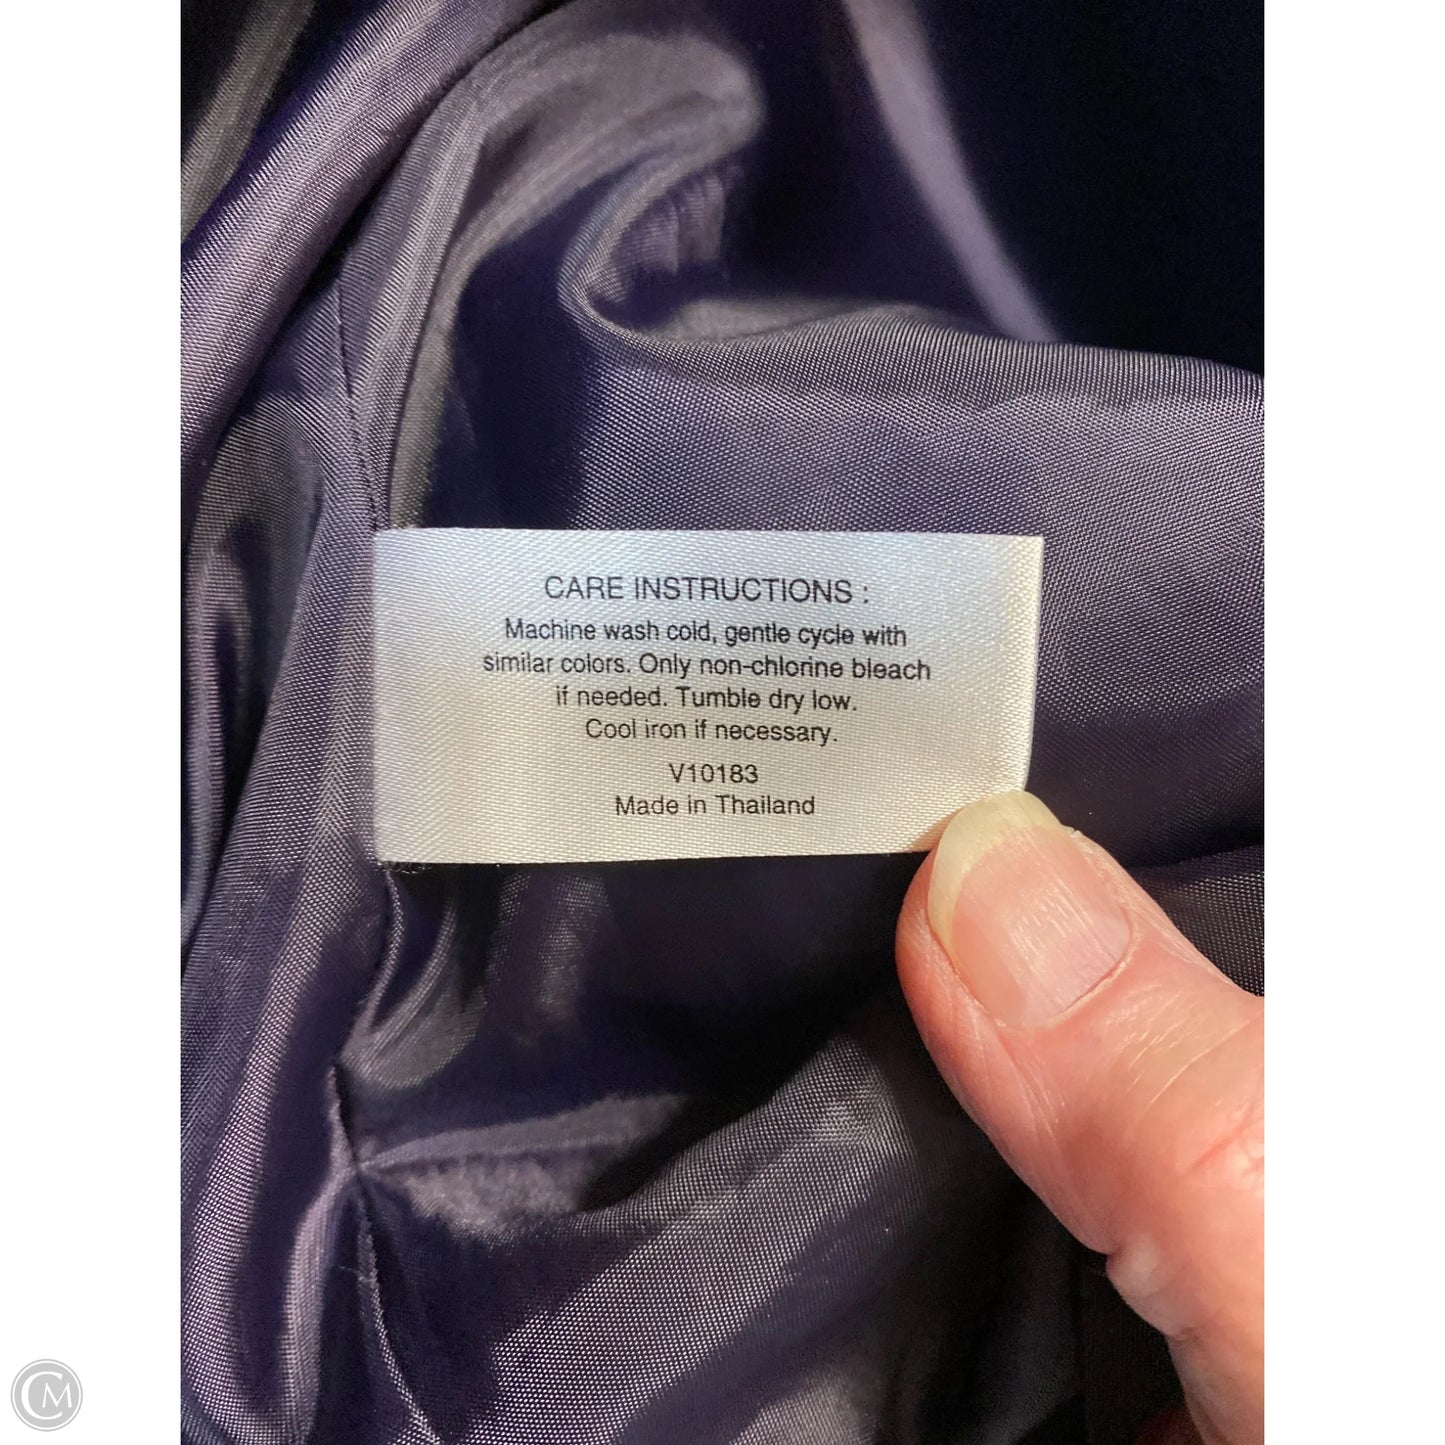 CARE INSTRUCTIONS :
Machine wash cold, gentle cycle with
similar colors. Only non-chlorine bleach
if needed. Tumble dry low.
Cool iron if necessary.
V10183
Made in Thailand
CM